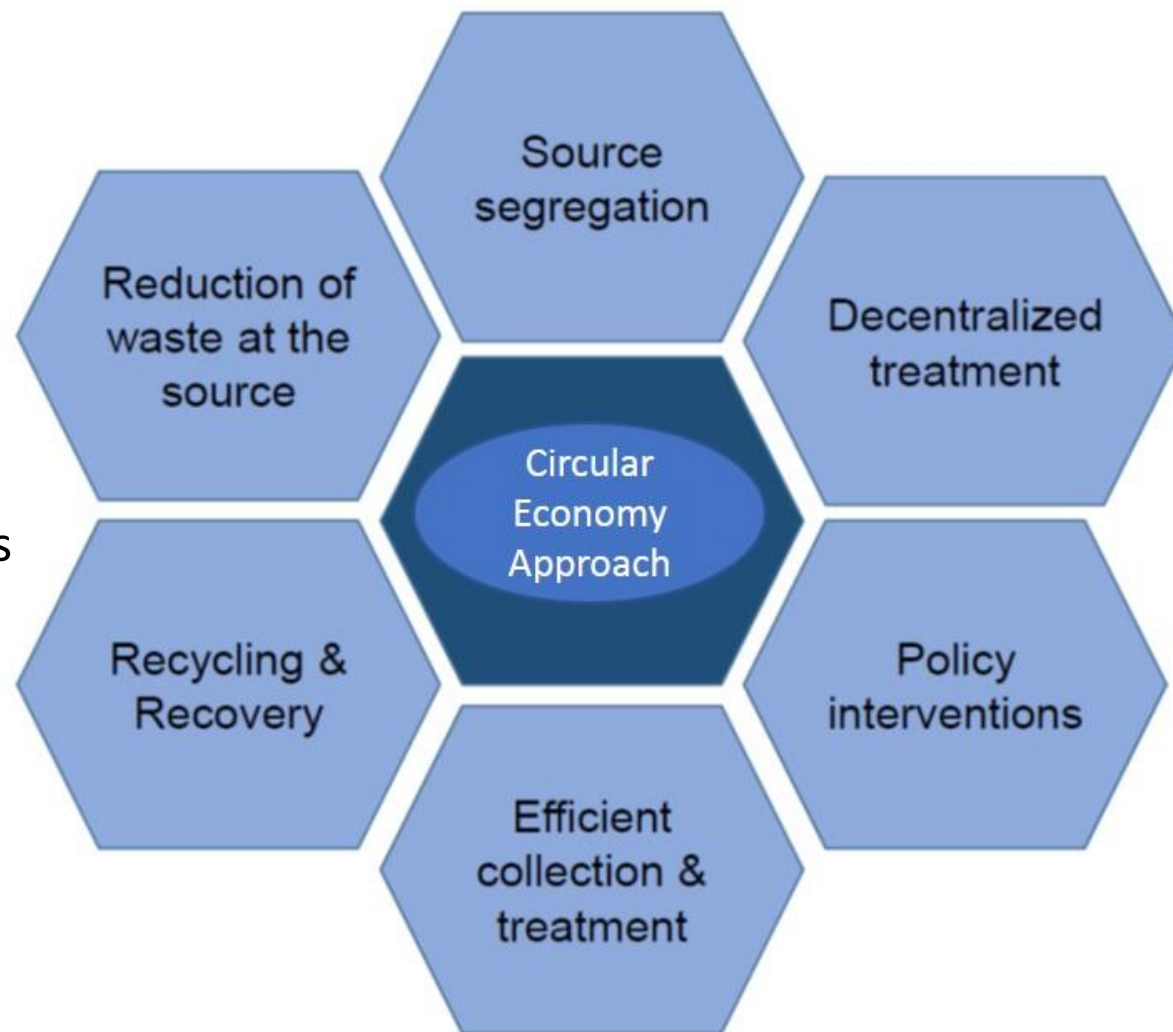 Source
segregation
Reduction of
waste at the
source
Decentralized
treatment
Circular
Economy
Approach
s
Recycling &
Recovery
Policy
interventions
Efficient
collection &
treatment